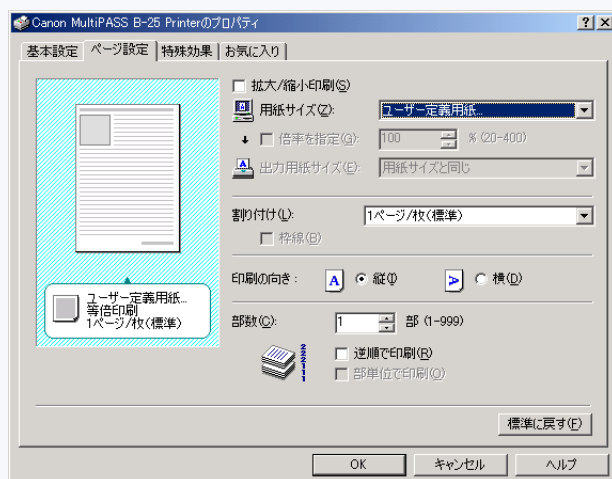 Canon MultiPASS B-25 Printerのプロパティ
基本設定 ページ設定 特殊効果 お気に入り
拡大/縮小印刷(S)
用紙サイズ(Z): ユーザー定義用紙...
倍率を指定(G): 100 % (20-400)
出力用紙サイズ(E): 用紙サイズと同じ
割り付け(L): 1ページ/枚(標準)
枠線(B)
印刷の向き: A 縦(T) A 横(D)
ユーザー定義用紙...
等倍印刷
1ページ/枚(標準)
部数(C): 1 部 (1-999)
逆順で印刷(R)
部単位で印刷(O)
標準に戻す(F)
OK キャンセル ヘルプ